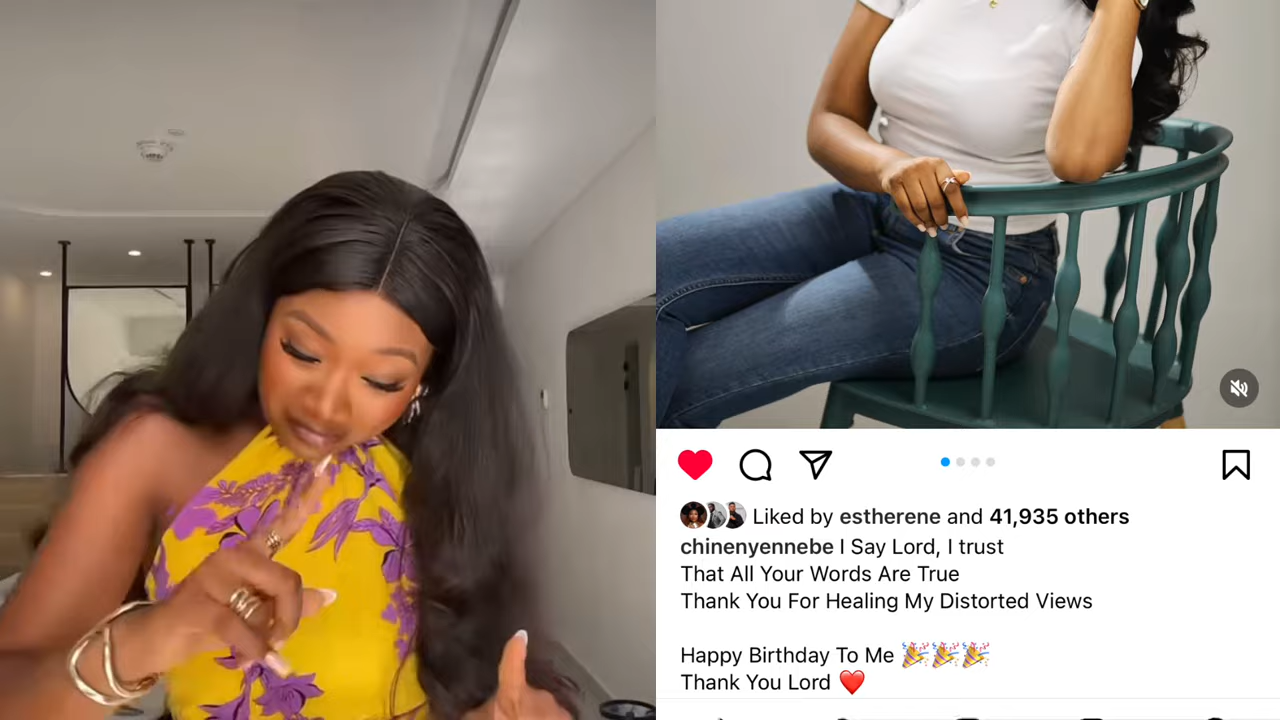 Liked by estherene and 41,935 others
chinenyennebe I Say Lord, I trust
That All Your Words Are True
Thank You For Healing My Distorted Views
Happy Birthday To Me 🎉🎉🎉
Thank You Lord ❤️